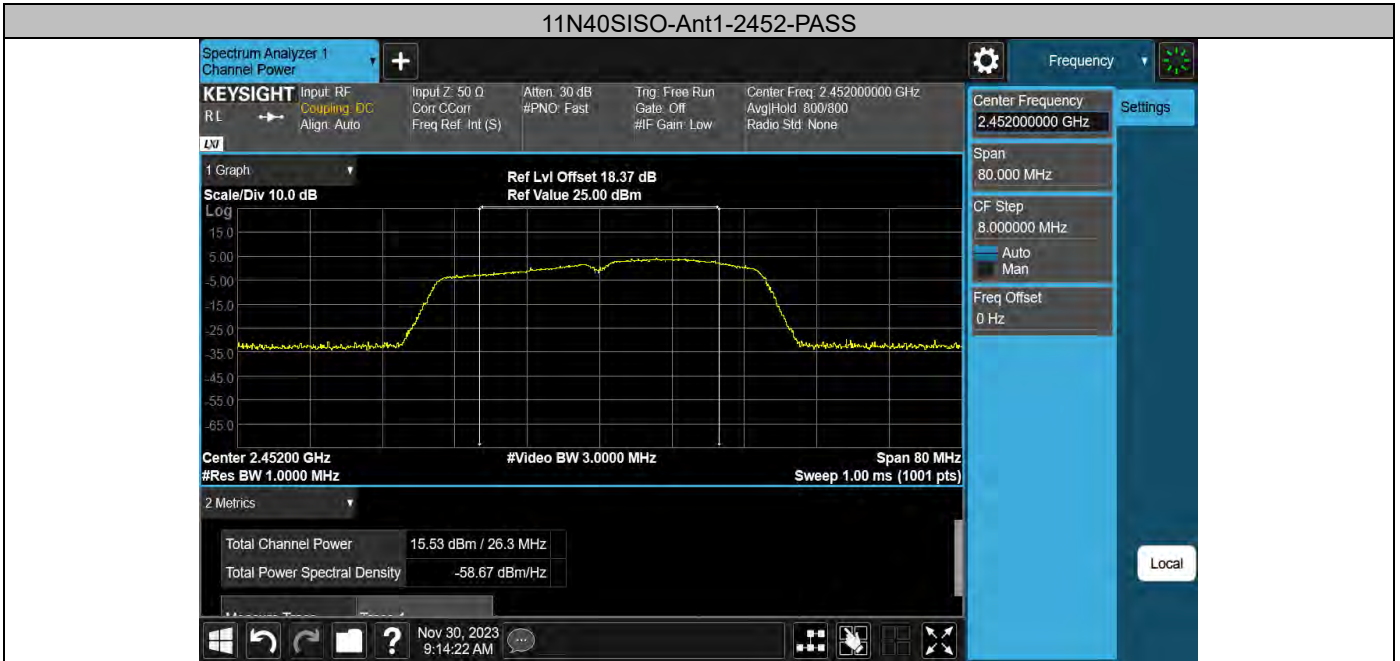 11N40SISO-Ant1-2452-PASS
Spectrum Analyzer 1
Channel Power
Frequency
KEYSIGHT
RL
LXI
Input: RF
Coupling: DC
Align: Auto
Input Z: 50 Ω
Corr CCorr
Freq Ref: Int (S)
Atten: 30 dB
#PNO: Fast
Trig: Free Run
Gate: Off
#IF Gain: Low
Center Freq: 2.452000000 GHz
Avg|Hold: 800/800
Radio Std: None
Center Frequency
2.452000000 GHz
Settings
Span
80.000 MHz
CF Step
8.000000 MHz
Auto
Man
Freq Offset
0 Hz
Local
1 Graph
Scale/Div 10.0 dB
Ref Lvl Offset 18.37 dB
Ref Value 25.00 dBm
Log
15.0
5.00
-5.00
-15.0
-25.0
-35.0
-45.0
-55.0
-65.0
Center 2.45200 GHz
#Video BW 3.0000 MHz
Span 80 MHz
#Res BW 1.0000 MHz
Sweep 1.00 ms (1001 pts)
2 Metrics
Total Channel Power 15.53 dBm / 26.3 MHz
Total Power Spectral Density -58.67 dBm/Hz
?
Nov 30, 2023
9:14:22 AM